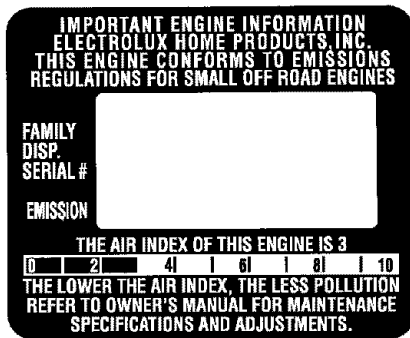 IMPORTANT ENGINE INFORMATION
ELECTROLUX HOME PRODUCTS, INC.
THIS ENGINE CONFORMS TO EMISSIONS
REGULATIONS FOR SMALL OFF ROAD ENGINES
FAMILY
DISP.
SERIAL #
EMISSION
THE AIR INDEX OF THIS ENGINE IS 3
0 2 4 6 8 10
THE LOWER THE AIR INDEX, THE LESS POLLUTION
REFER TO OWNER'S MANUAL FOR MAINTENANCE
SPECIFICATIONS AND ADJUSTMENTS.